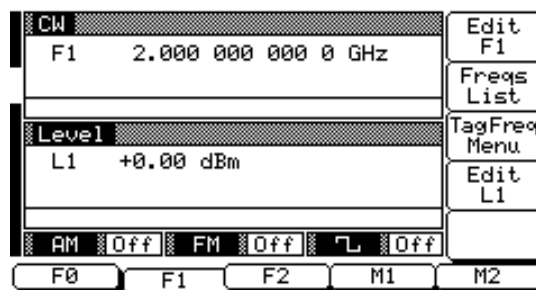 CW
F1 2.000 000 000 0 GHz
Level
L1 +0.00 dBm
AM Off FM Off Off
Edit
F1
Freqs
List
TagFreq
Menu
Edit
L1
F0 F1 F2 M1 M2